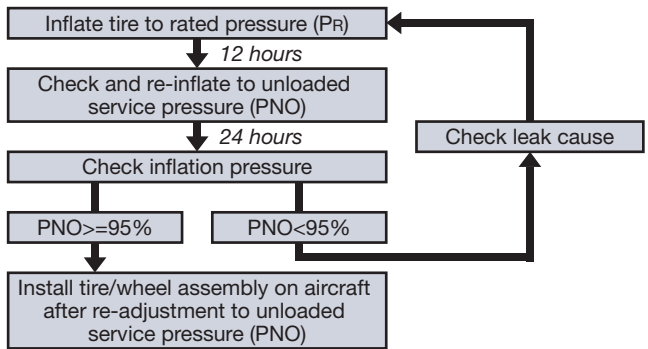 Inflate tire to rated pressure (PR)
12 hours
Check and re-inflate to unloaded
service pressure (PNO)
24 hours
Check leak cause
Check inflation pressure
PNO>=95%
PNO<95%
Install tire/wheel assembly on aircraft
after re-adjustment to unloaded
service pressure (PNO)